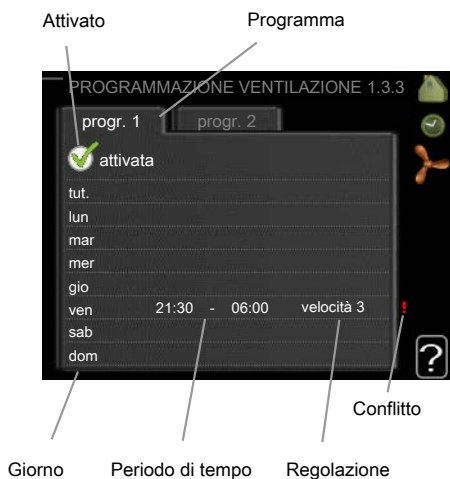 Attivato Programma
PROGRAMMAZIONE VENTILAZIONE 1.3.3
progr. 1 progr. 2
attivata
tut.
lun
mar
mer
gio
ven 21:30 - 06:00 velocità 3 !
sab
dom
?
Conflitto
Giorno Periodo di tempo Regolazione